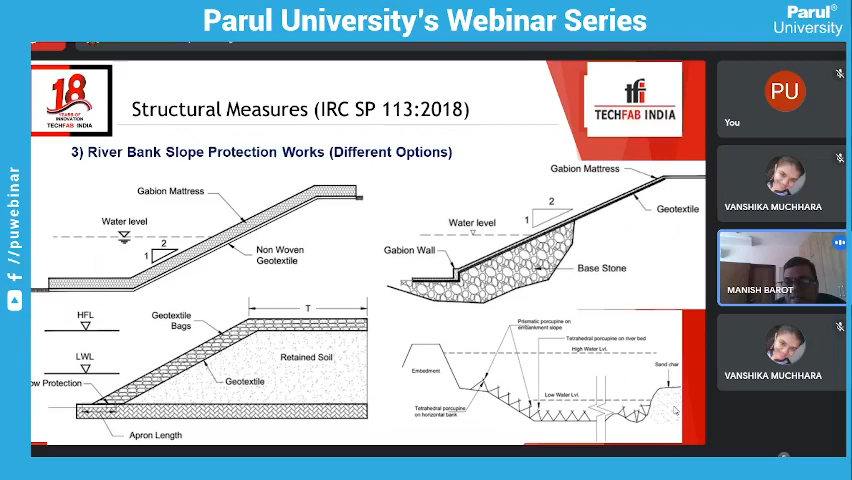 Parul University's Webinar Series
Parul®
University
/puwebinar
18
YEARS OF
INNOVATION
TECHFAB INDIA
Structural Measures (IRC SP 113:2018)
tfi
TECHFAB INDIA
3) River Bank Slope Protection Works (Different Options)
Gabion Mattress
Water level
2
1
Non Woven
Geotextile
Gabion Mattress
2
1
Water level
Geotextile
Gabion Wall
Base Stone
HFL
Geotextile
Bags
T
LWL
Retained Soil
Geotextile
ow Protection
Apron Length
Prismatic porcupine on
embankment slope
Tetrahedral porcupine on river bed
High Water Lvl.
Embedment
Sand char
Low Water Lvl.
Tetahedral porcupine
on horizontal bank
PU
You
VANSHIKA MUCHHARA
MANISH BAROT
VANSHIKA MUCHHARA